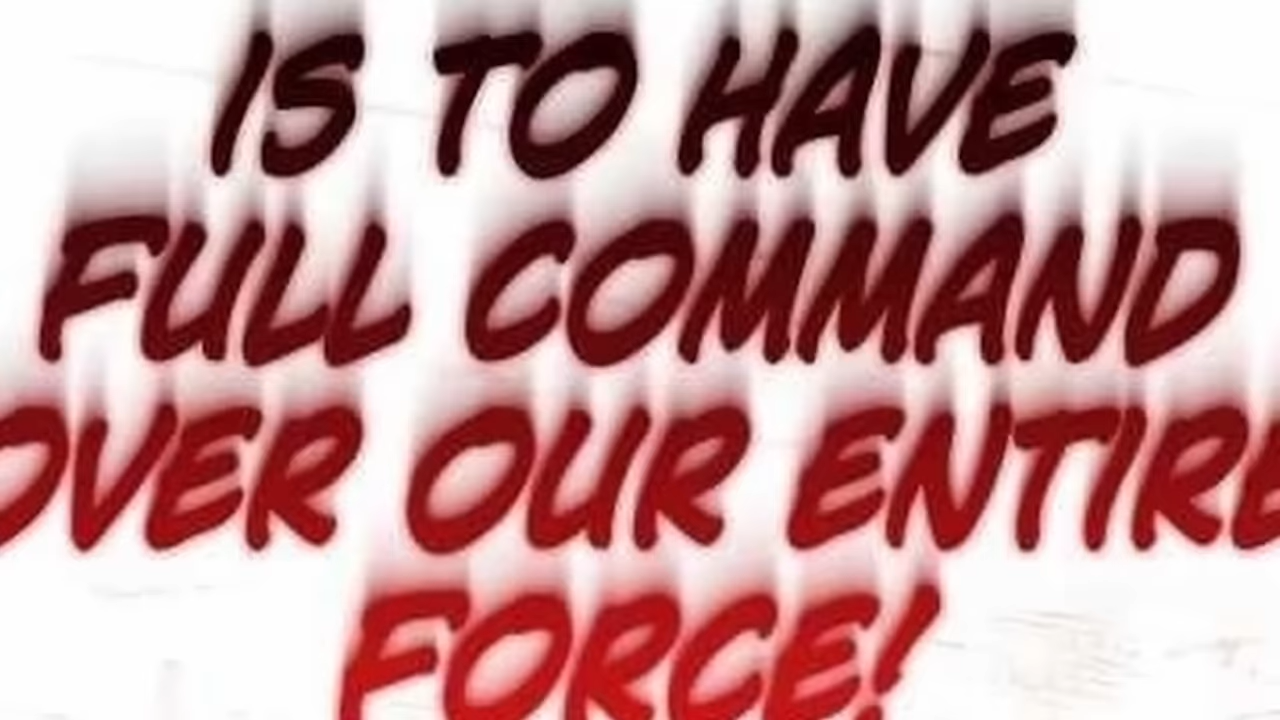 IS TO HAVE
FULL COMMAND
OVER OUR ENTIRE
FORCE!